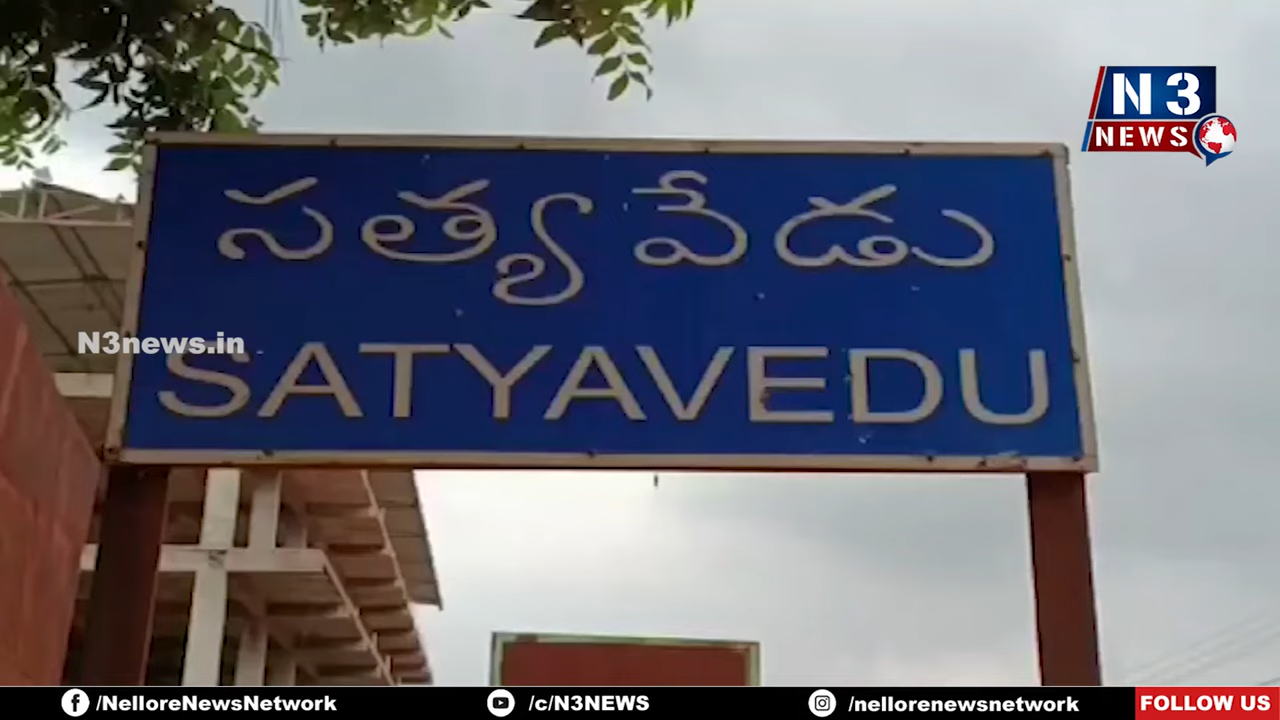 N3
NEWS
సత్యవేడు
N3news.in
SATYAVEDU
/NelloreNewsNetwork
/c/N3NEWS
/nellorenewsnetwork
FOLLOW US